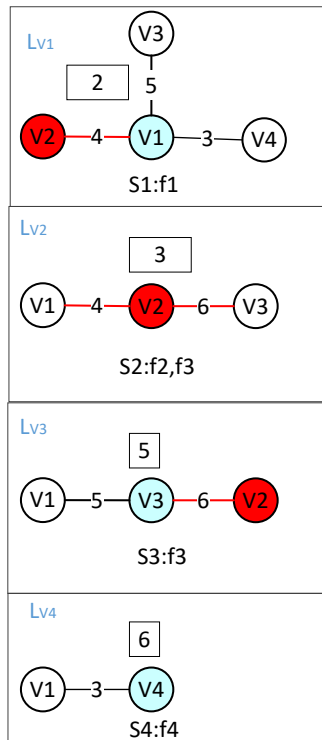 LV1
V3
2
5
V2 4 V1 3 V4
S1:f1
LV2
3
V1 4 V2 6 V3
S2:f2,f3
LV3
5
V1 5 V3 6 V2
S3:f3
LV4
6
V1 3 V4
S4:f4